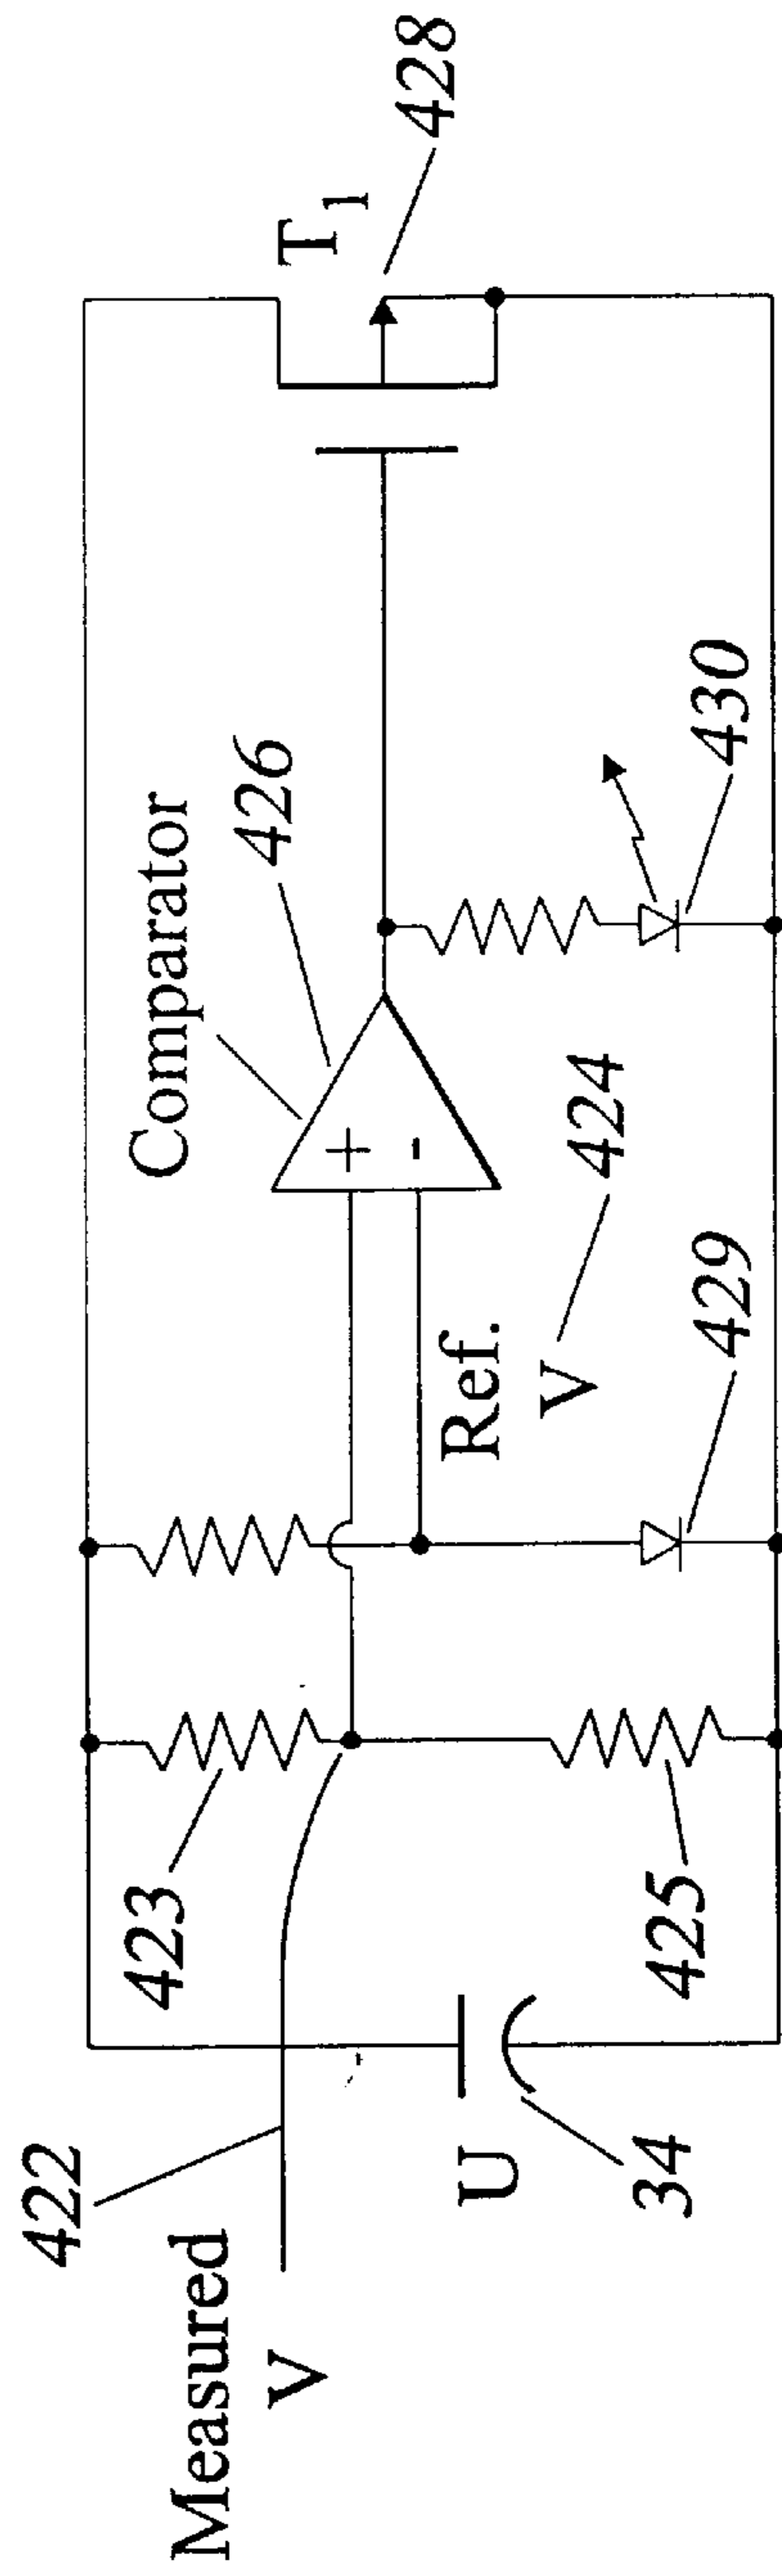 422
Measured
V
423
U
34
425
Comparator
426
+
-
Ref.
V
424
429
430
T1
428